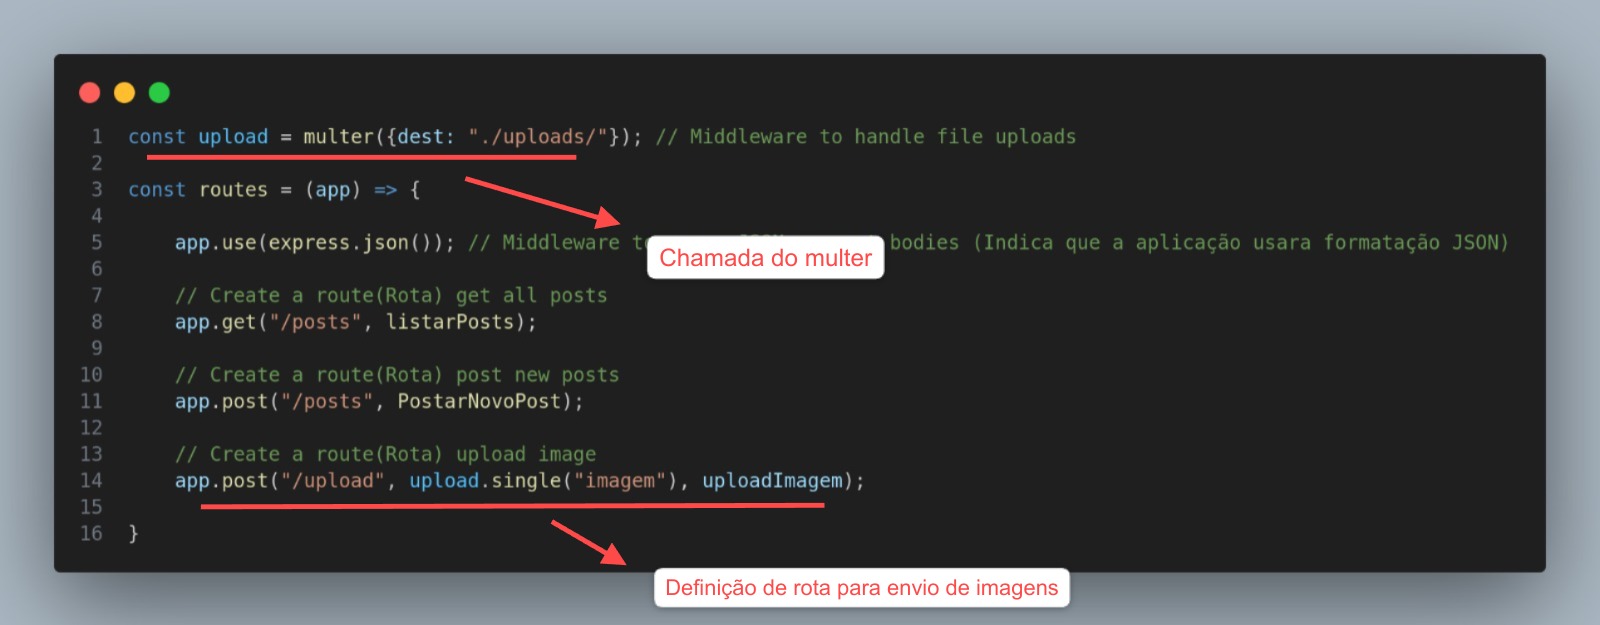 1 const upload = multer({dest: "./uploads/"}); // Middleware to handle file uploads
2
3 const routes = (app) => {
4
5 app.use(express.json()); // Middleware bodies (Indica que a aplicação usara formatação JSON)
Chamada do multer
6
7 // Create a route(Rota) get all posts
8 app.get("/posts", listarPosts);
9
10 // Create a route(Rota) post new posts
11 app.post("/posts", PostarNovoPost);
12
13 // Create a route(Rota) upload image
14 app.post("/upload", upload.single("imagem"), uploadImagem);
15
16 }
Definição de rota para envio de imagens